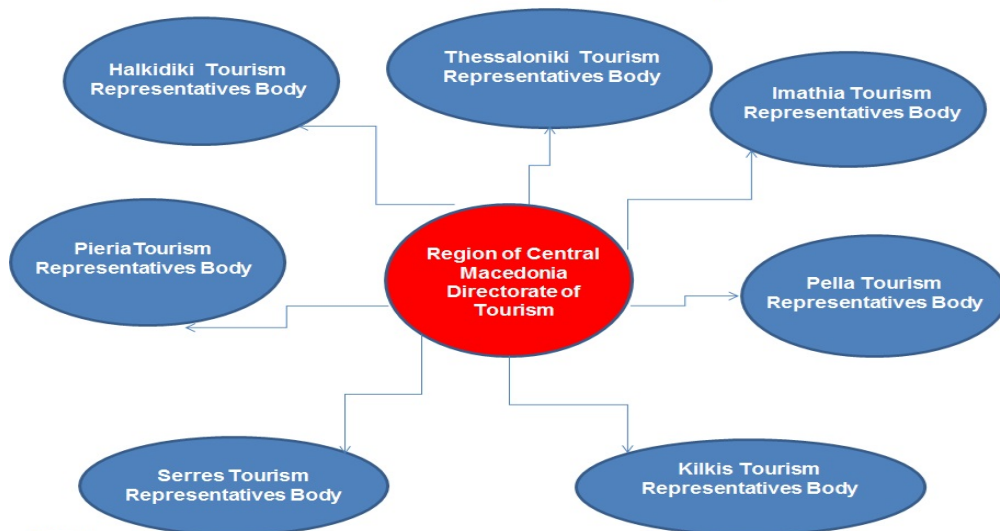 Halkidiki Tourism
Representatives Body
Thessaloniki Tourism
Representatives Body
Imathia Tourism
Representatives Body
Pieria Tourism
Representatives Body
Region of Central
Macedonia
Directorate of
Tourism
Pella Tourism
Representatives Body
Serres Tourism
Representatives Body
Kilkis Tourism
Representatives Body